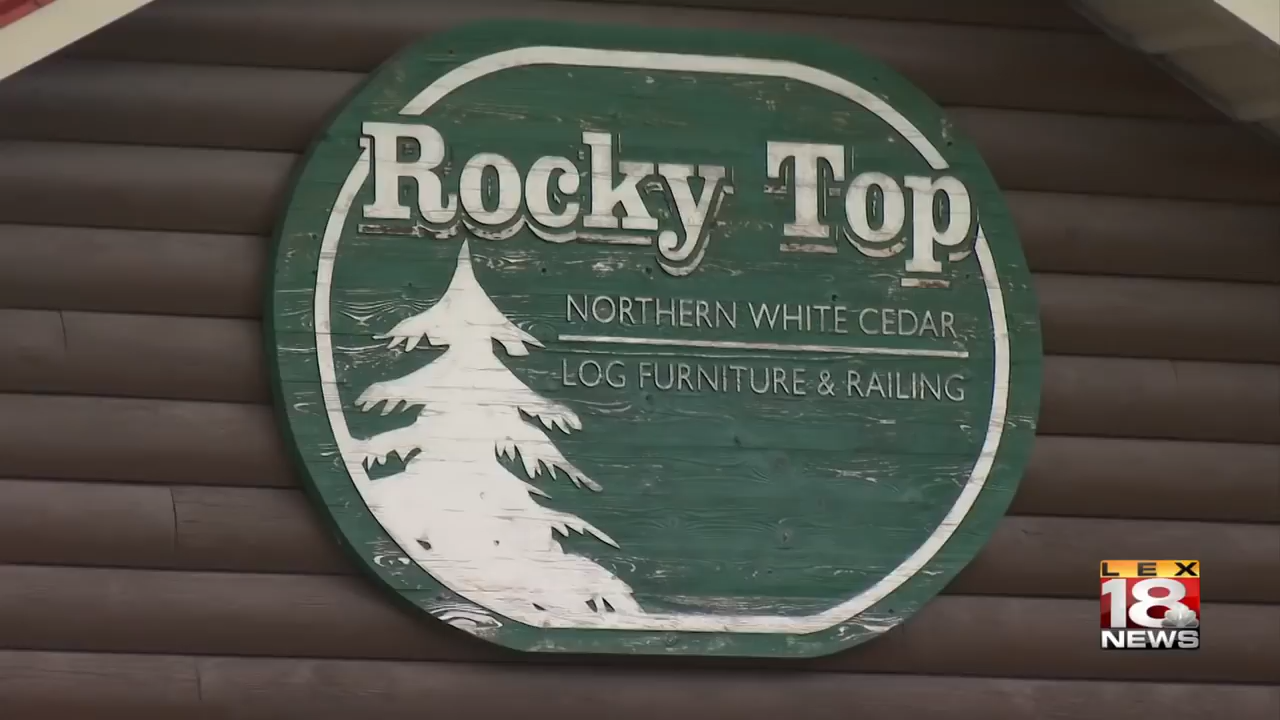 Rocky Top
NORTHERN WHITE CEDAR
LOG FURNITURE & RAILING
LEX
18
NEWS